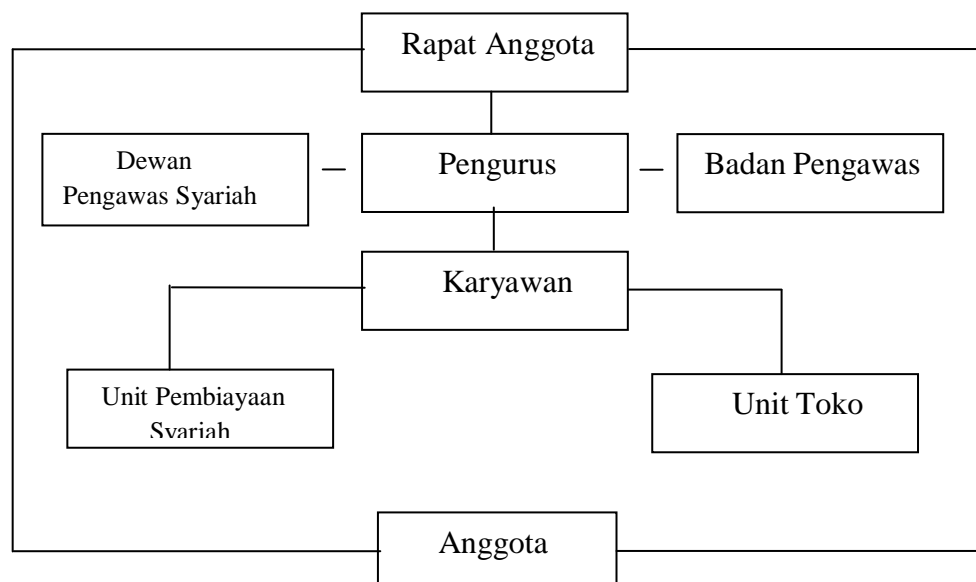 Rapat Anggota
Dewan
Pengawas Syariah
Pengurus
Badan Pengawas
Karyawan
Unit Pembiayaan
Syariah
Unit Toko
Anggota